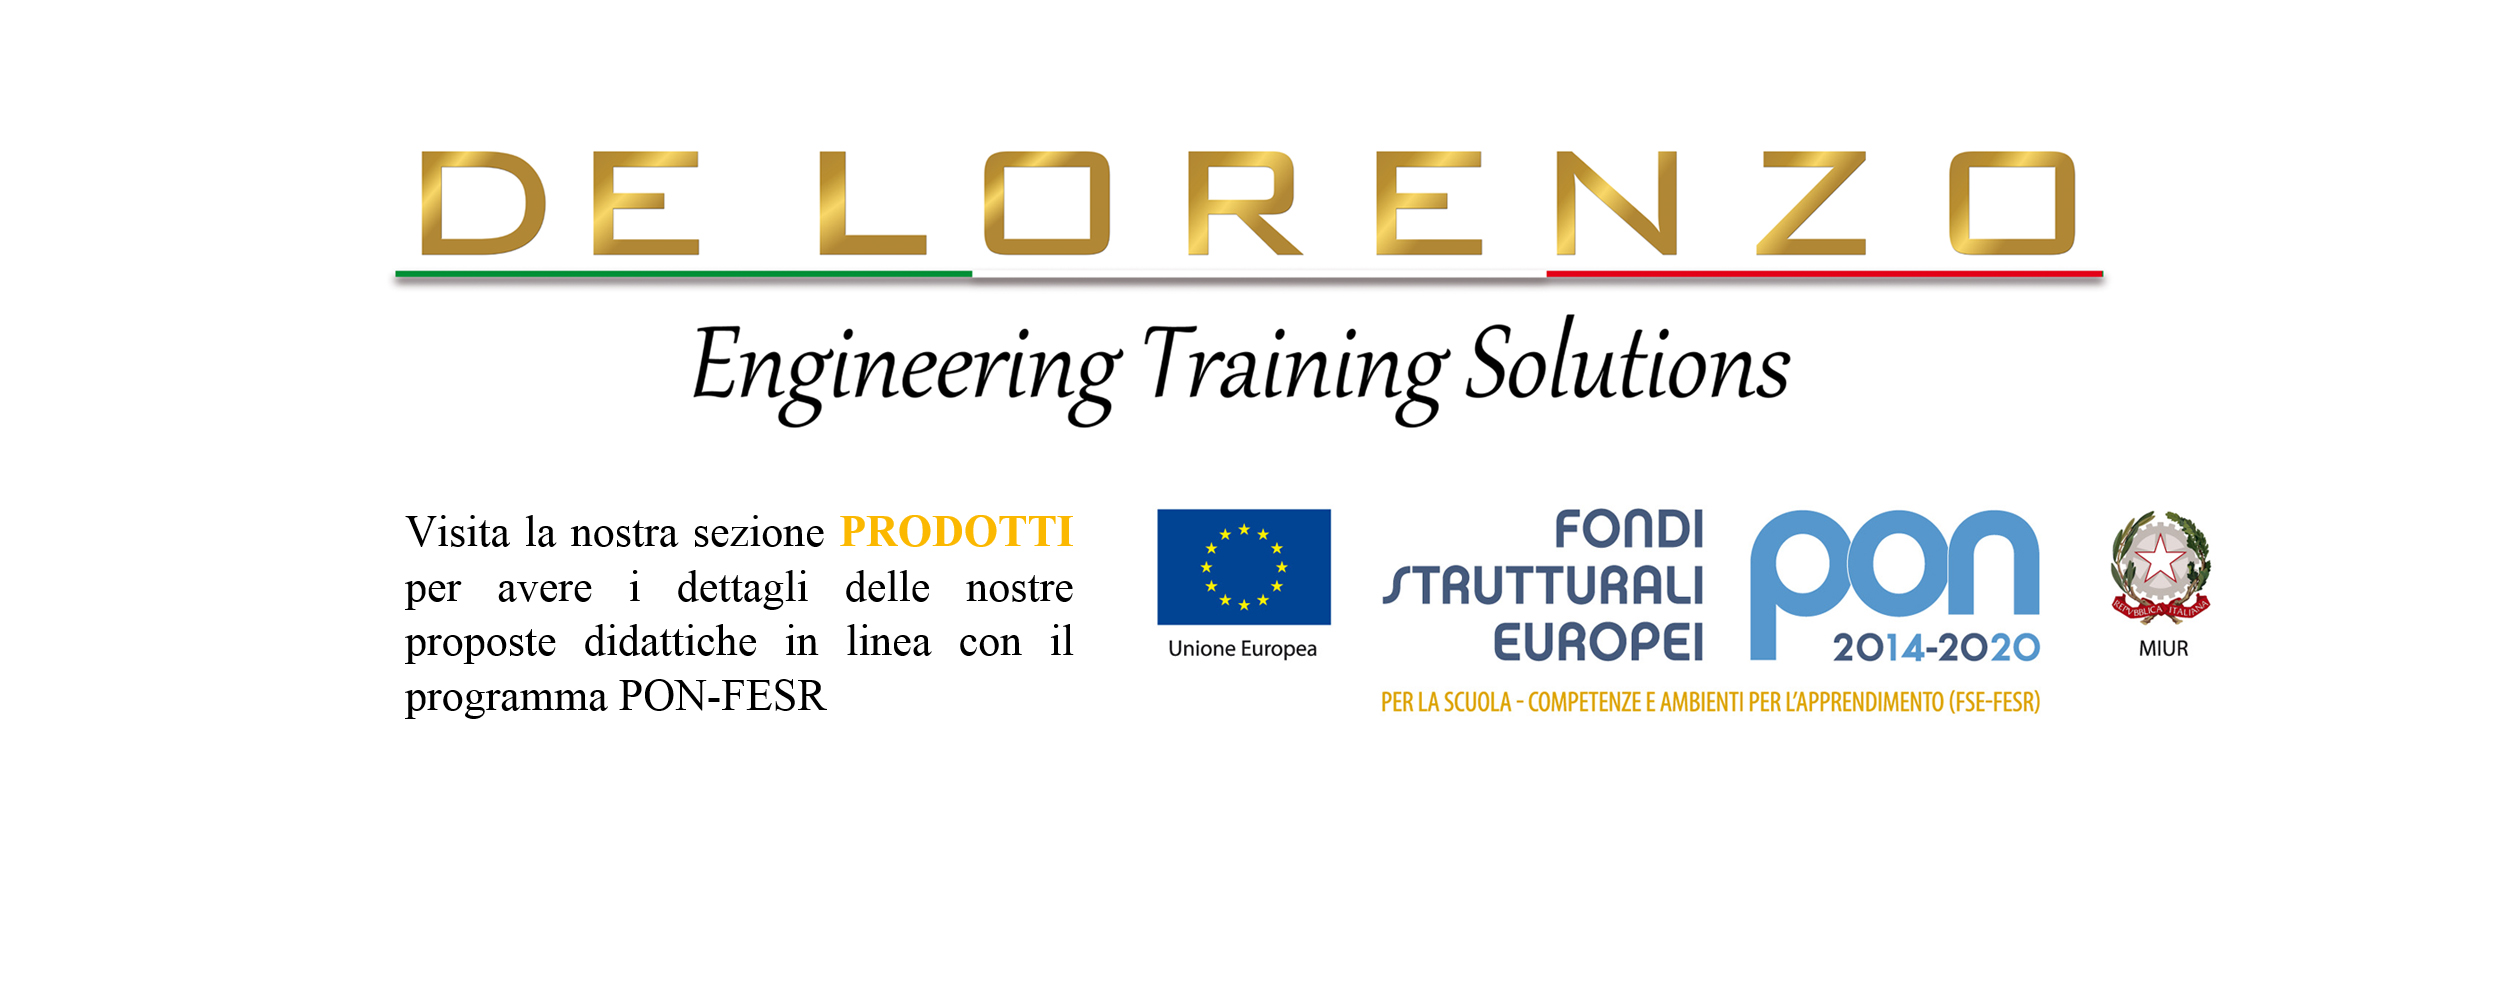 DE LORENZO
Engineering Training Solutions
Visita la nostra sezione PRODOTTI
per avere i dettagli delle nostre
proposte didattiche in linea con il
programma PON-FESR
Unione Europea
FONDI
STRUTTURALI
EUROPEI
pon
2014-2020
PER LA SCUOLA - COMPETENZE E AMBIENTI PER L'APPRENDIMENTO (FSE-FESR)
REPVBBLICA ITALIANA
MIUR